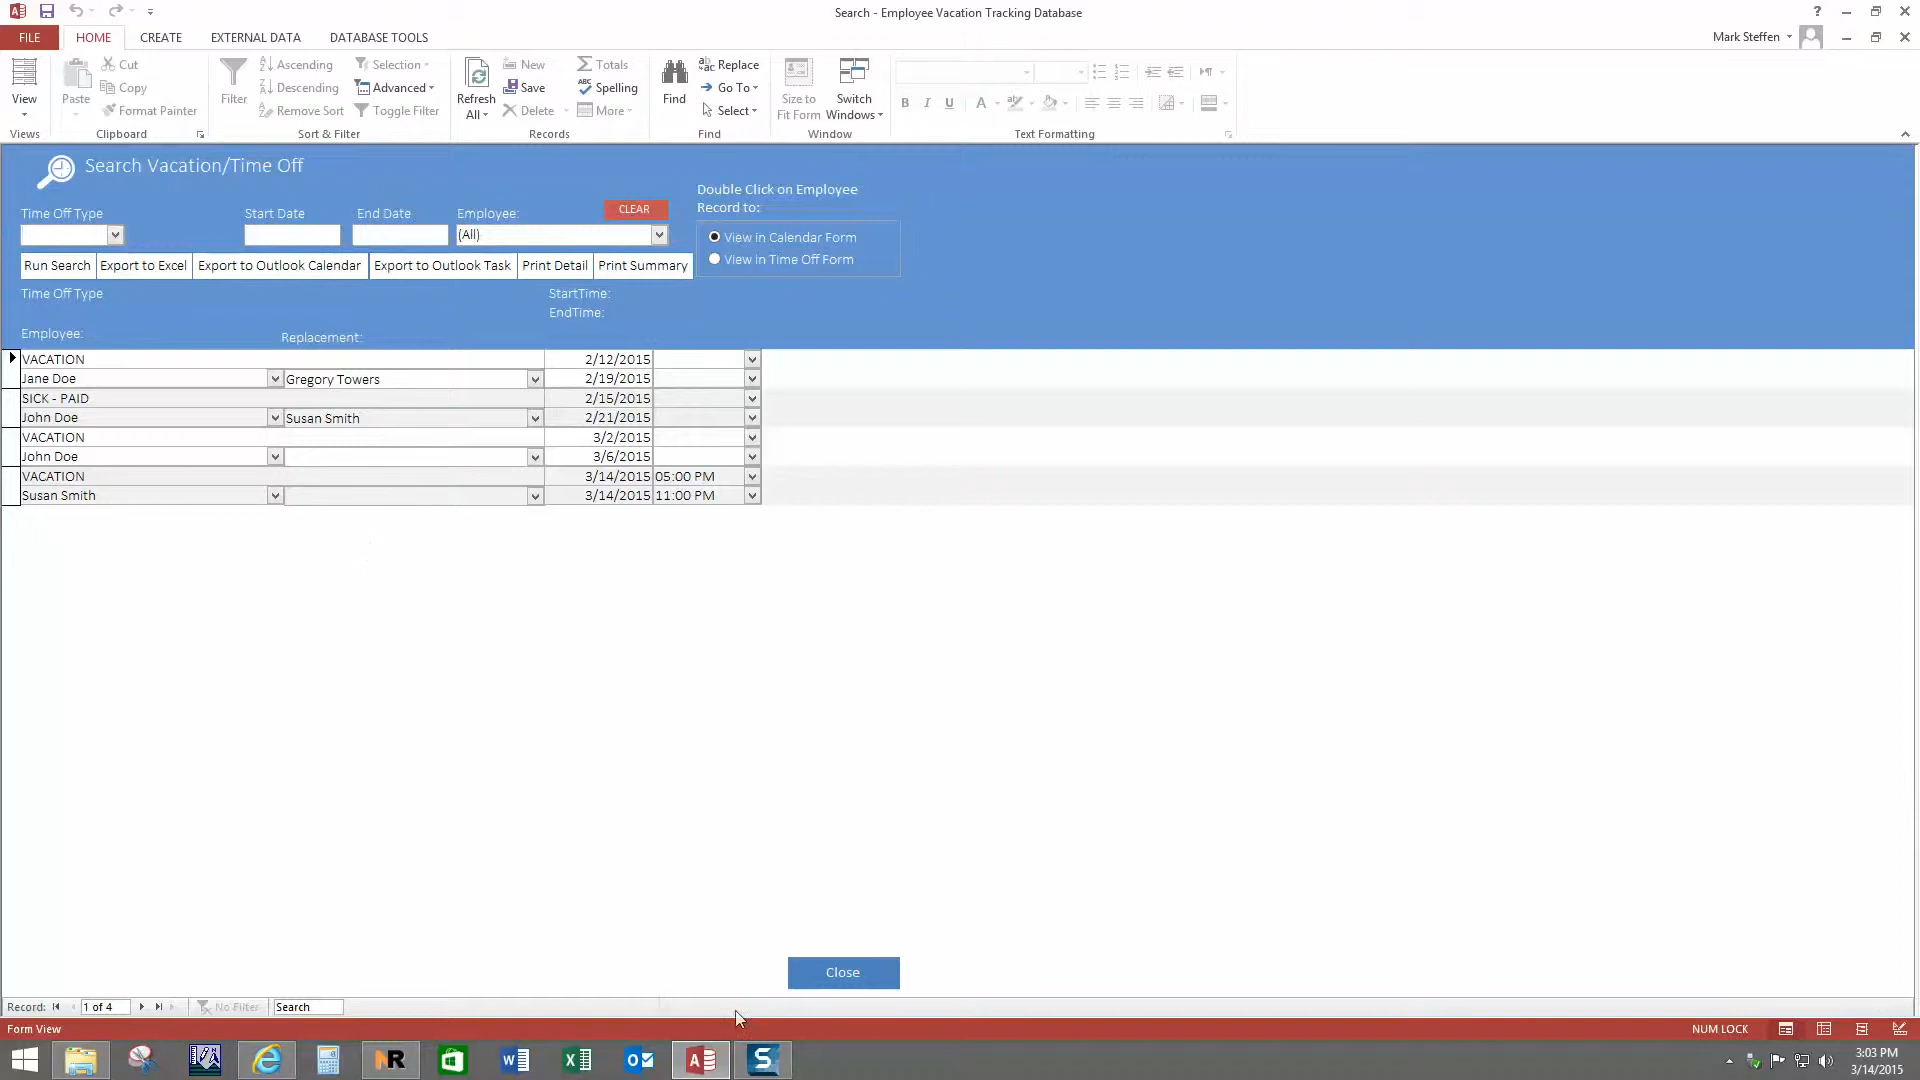 Search - Employee Vacation Tracking Database
?
FILE HOME CREATE EXTERNAL DATA DATABASE TOOLS
Mark Steffen
View
Views
Paste
Cut
Copy
Format Painter
Clipboard
Filter
Ascending
Descending
Remove Sort
Selection
Advanced
Toggle Filter
Sort & Filter
Refresh
All
New
Save
Delete
Totals
Spelling
More
Records
Find
Replace
Go To
Select
Find
Size to
Fit Form
Switch
Windows
Window
B I U A
Text Formatting
Search Vacation/Time Off
Time Off Type
Start Date
End Date
Employee:
CLEAR
(All)
Double Click on Employee
Record to:
View in Calendar Form
View in Time Off Form
Run Search Export to Excel Export to Outlook Calendar Export to Outlook Task Print Detail Print Summary
Time Off Type
StartTime:
EndTime:
Employee:
Replacement:
VACATION 2/12/2015
Jane Doe Gregory Towers 2/19/2015
SICK - PAID 2/15/2015
John Doe Susan Smith 2/21/2015
VACATION 3/2/2015
John Doe 3/6/2015
VACATION 3/14/2015 05:00 PM
Susan Smith 3/14/2015 11:00 PM
Close
Record: 1 of 4 No Filter Search
Form View
NUM LOCK
3:03 PM
3/14/2015